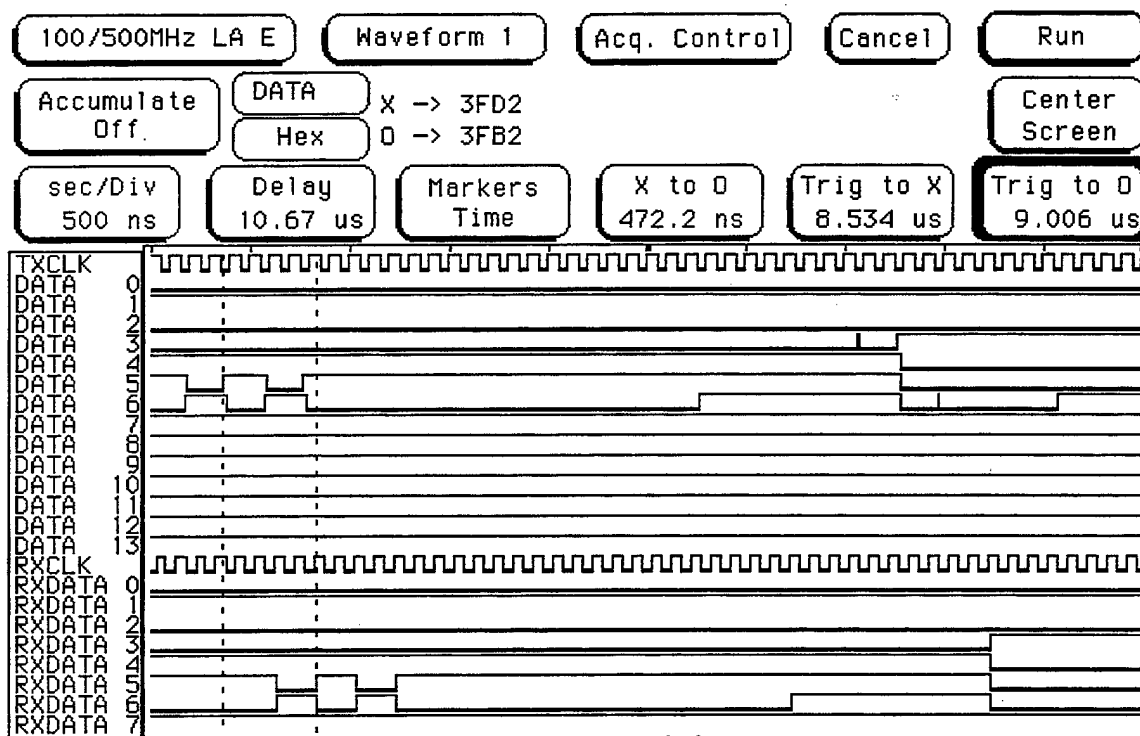 100/500MHz LA E Waveform 1 Acq. Control Cancel Run
Accumulate Off. DATA Hex X -> 3FD2 O -> 3FB2 Center Screen
sec/Div Delay Markers X to O Trig to X Trig to O
500 ns 10.67 us Time 472.2 ns 8.534 us 9.006 us
TXCLK
DATA 0
DATA 1
DATA 2
DATA 3
DATA 4
DATA 5
DATA 6
DATA 7
DATA 8
DATA 9
DATA 10
DATA 11
DATA 12
DATA 13
RXCLK
RXDATA 0
RXDATA 1
RXDATA 2
RXDATA 3
RXDATA 4
RXDATA 5
RXDATA 6
RXDATA 7